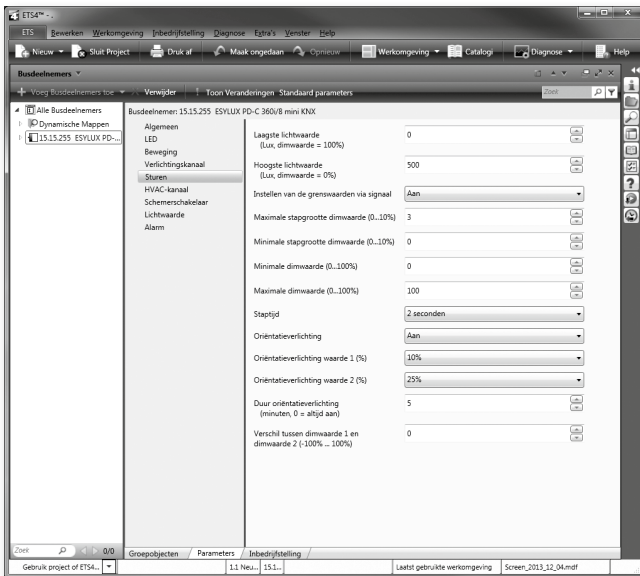 ETS4™ - .
ETS Bewerken Werkomgeving Inbedrijfstelling Diagnose Extra's Venster Help
Nieuw Sluit Project Druk af Maak ongedaan Opnieuw Werkomgeving Catalogi Diagnose Help
Busdeelnemers
Voeg Busdeelnemers toe Verwijder Toon Veranderingen Standaard parameters Zoek
Alle Busdeelnemers
Dynamische Mappen
15.15.255 ESYLUX PD-...
Busdeelnemer: 15.15.255 ESYLUX PD-C 360i/8 mini KNX
Algemeen
LED
Beweging
Verlichtingskanaal
Sturen
HVAC-kanaal
Schemerschakelaar
Lichtwaarde
Alarm
Laagste lichtwaarde
(Lux, dimwaarde = 100%)
0
Hoogste lichtwaarde
(Lux, dimwaarde = 0%)
500
Instellen van de grenswaarden via signaal Aan
Maximale stapgrootte dimwaarde (0...10%) 3
Minimale stapgrootte dimwaarde (0...10%) 0
Minimale dimwaarde (0...100%) 0
Maximale dimwaarde (0...100%) 100
Staptijd 2 seconden
Oriëntatieverlichting Aan
Oriëntatieverlichting waarde 1 (%) 10%
Oriëntatieverlichting waarde 2 (%) 25%
Duur oriëntatieverlichting
(minuten, 0 = altijd aan)
5
Verschil tussen dimwaarde 1 en
dimwaarde 2 (-100% ... 100%)
0
Zoek 0/0
Groepobjecten Parameters Inbedrijfstelling
Gebruik project of ETS4... 1.1 Neu... 15.1... Laatst gebruikte werkomgeving Screen_2013_12_04.mdf